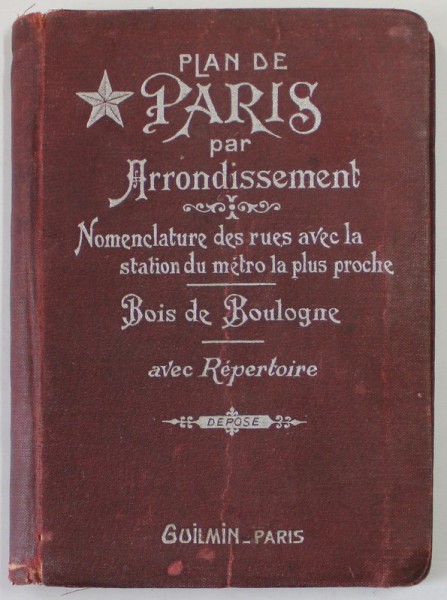 PLAN DE
PARIS
par
Arrondissement
Nomenclature des rues avec la
station du métro la plus proche
Bois de Boulogne
avec Répertoire
DEPOSE
GUILMIN_PARIS